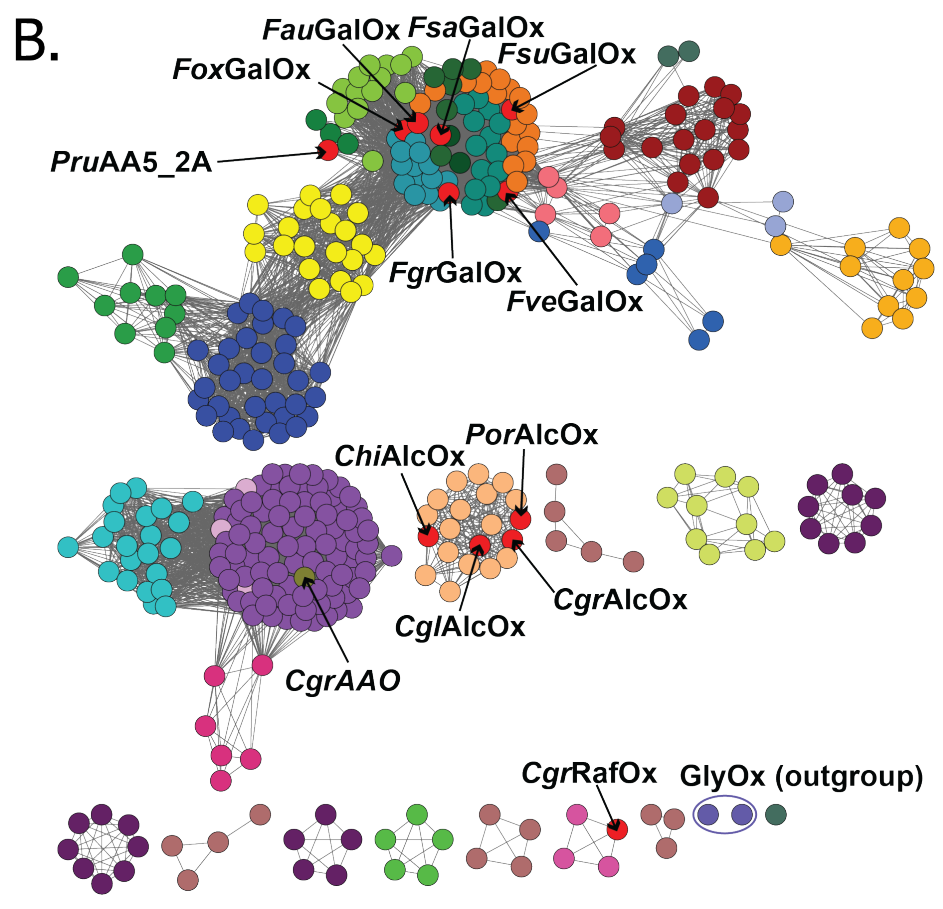 B.
FauGalOx
FsaGalOx
FsuGalOx
FoxGalOx
PruAA5_2A
FgrGalOx
FveGalOx
PorAlcOx
ChiAlcOx
CgrAlcOx
CglAlcOx
CgrAAO
CgrRafOx
GlyOx (outgroup)